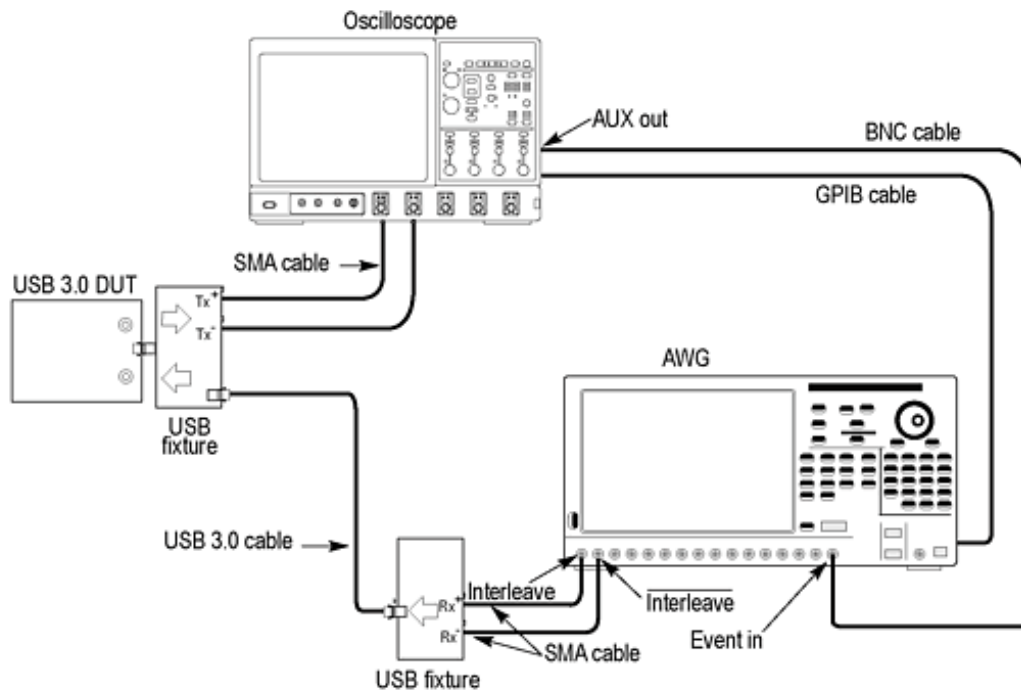 Oscilloscope
AUX out
BNC cable
GPIB cable
SMA cable
USB 3.0 DUT
Tx+
Tx-
USB
fixture
AWG
USB 3.0 cable
Interleave
Rx+
Interleave
Rx-
SMA cable
Event in
USB fixture